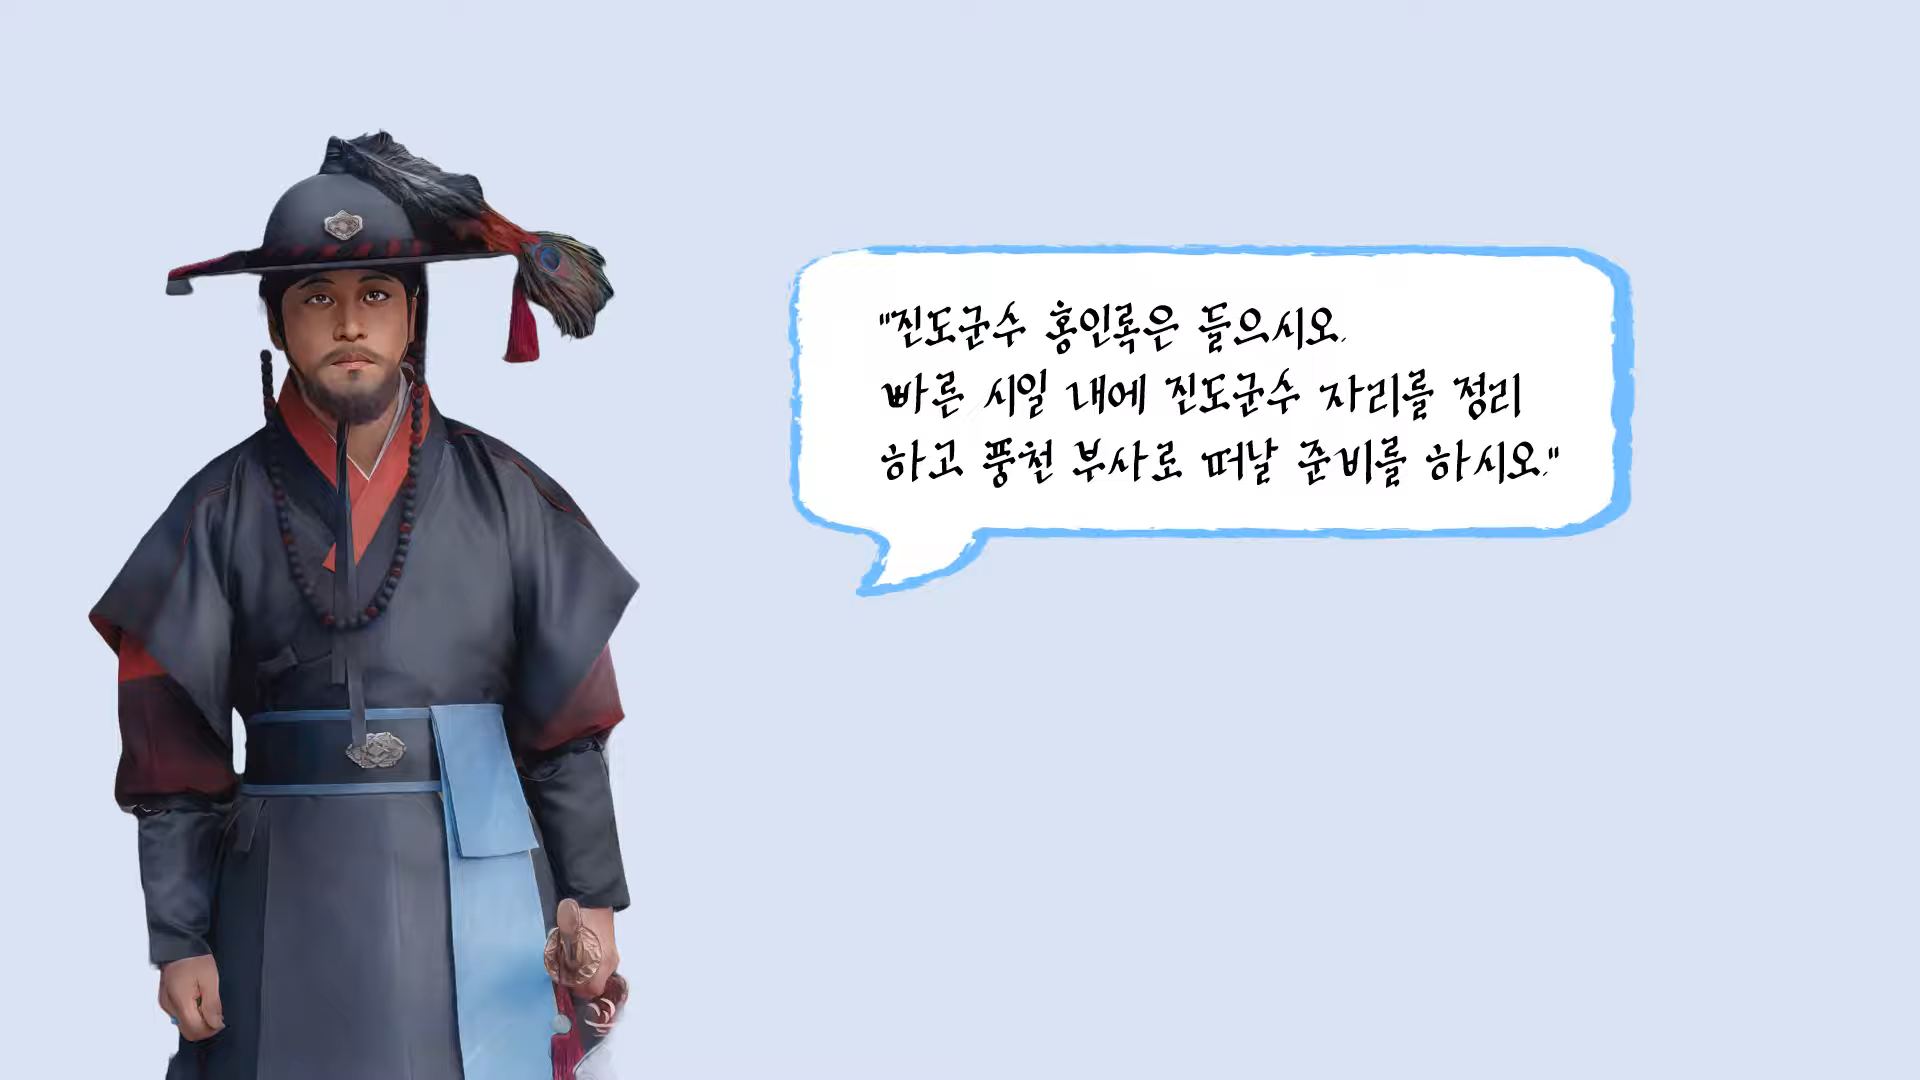 "진도군수 홍인록은 들으시오.
빠른 시일 내에 진도군수 자리를 정리
하고 풍천 부사로 떠날 준비를 하시오."